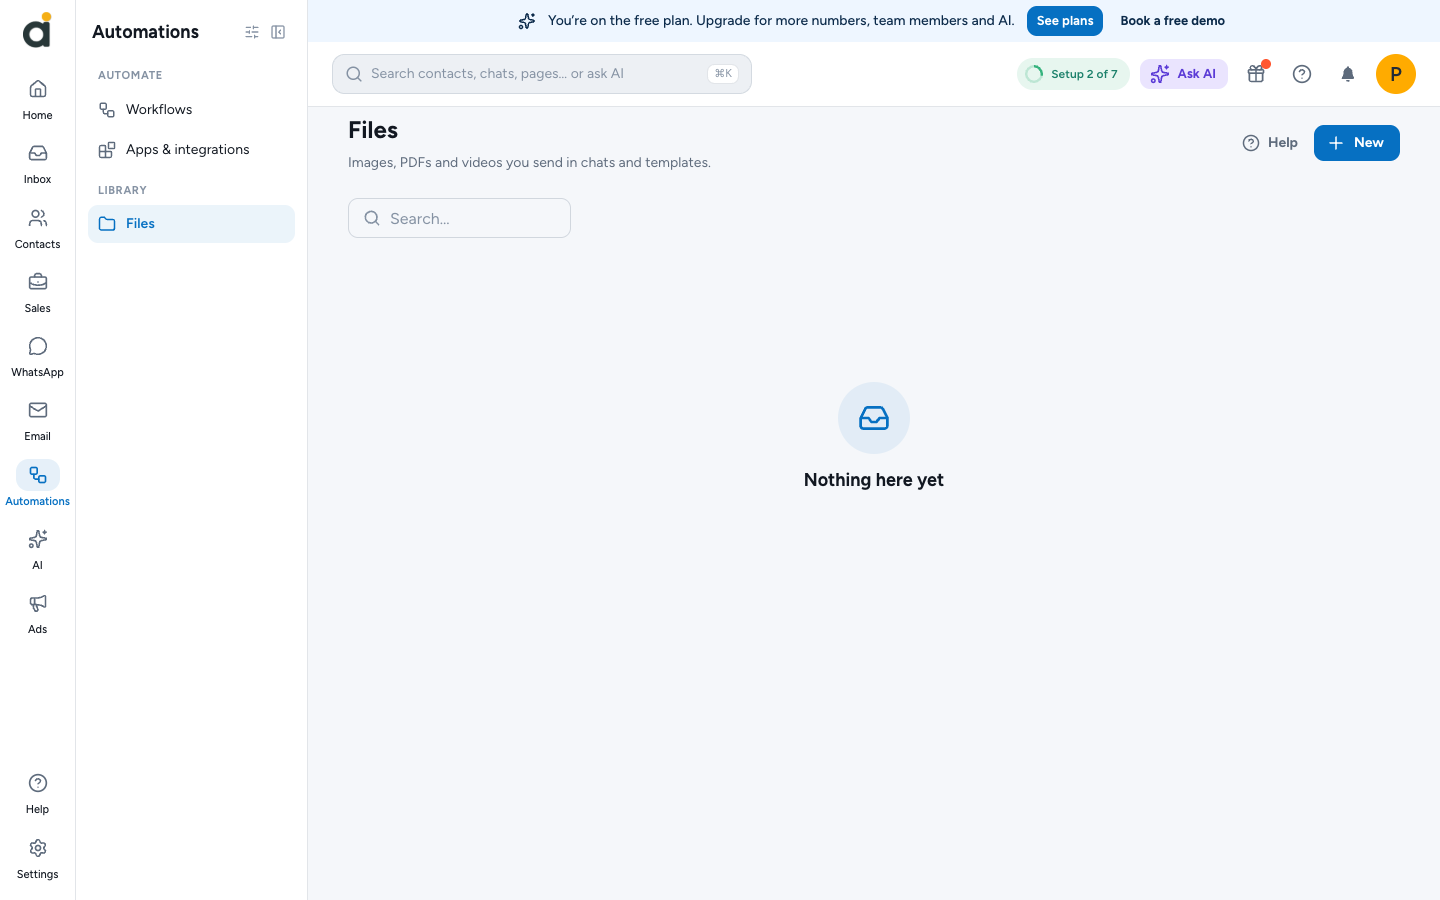 You're on the free plan. Upgrade for more numbers, team members and AI.
See plans
Book a free demo
Home
Inbox
Contacts
Sales
WhatsApp
Email
Automations
AI
Ads
Help
Settings
Automations
AUTOMATE
Workflows
Apps & integrations
LIBRARY
Files
Search contacts, chats, pages... or ask AI
⌘K
Setup 2 of 7
Ask AI
P
Files
Images, PDFs and videos you send in chats and templates.
Help
New
Search...
Nothing here yet